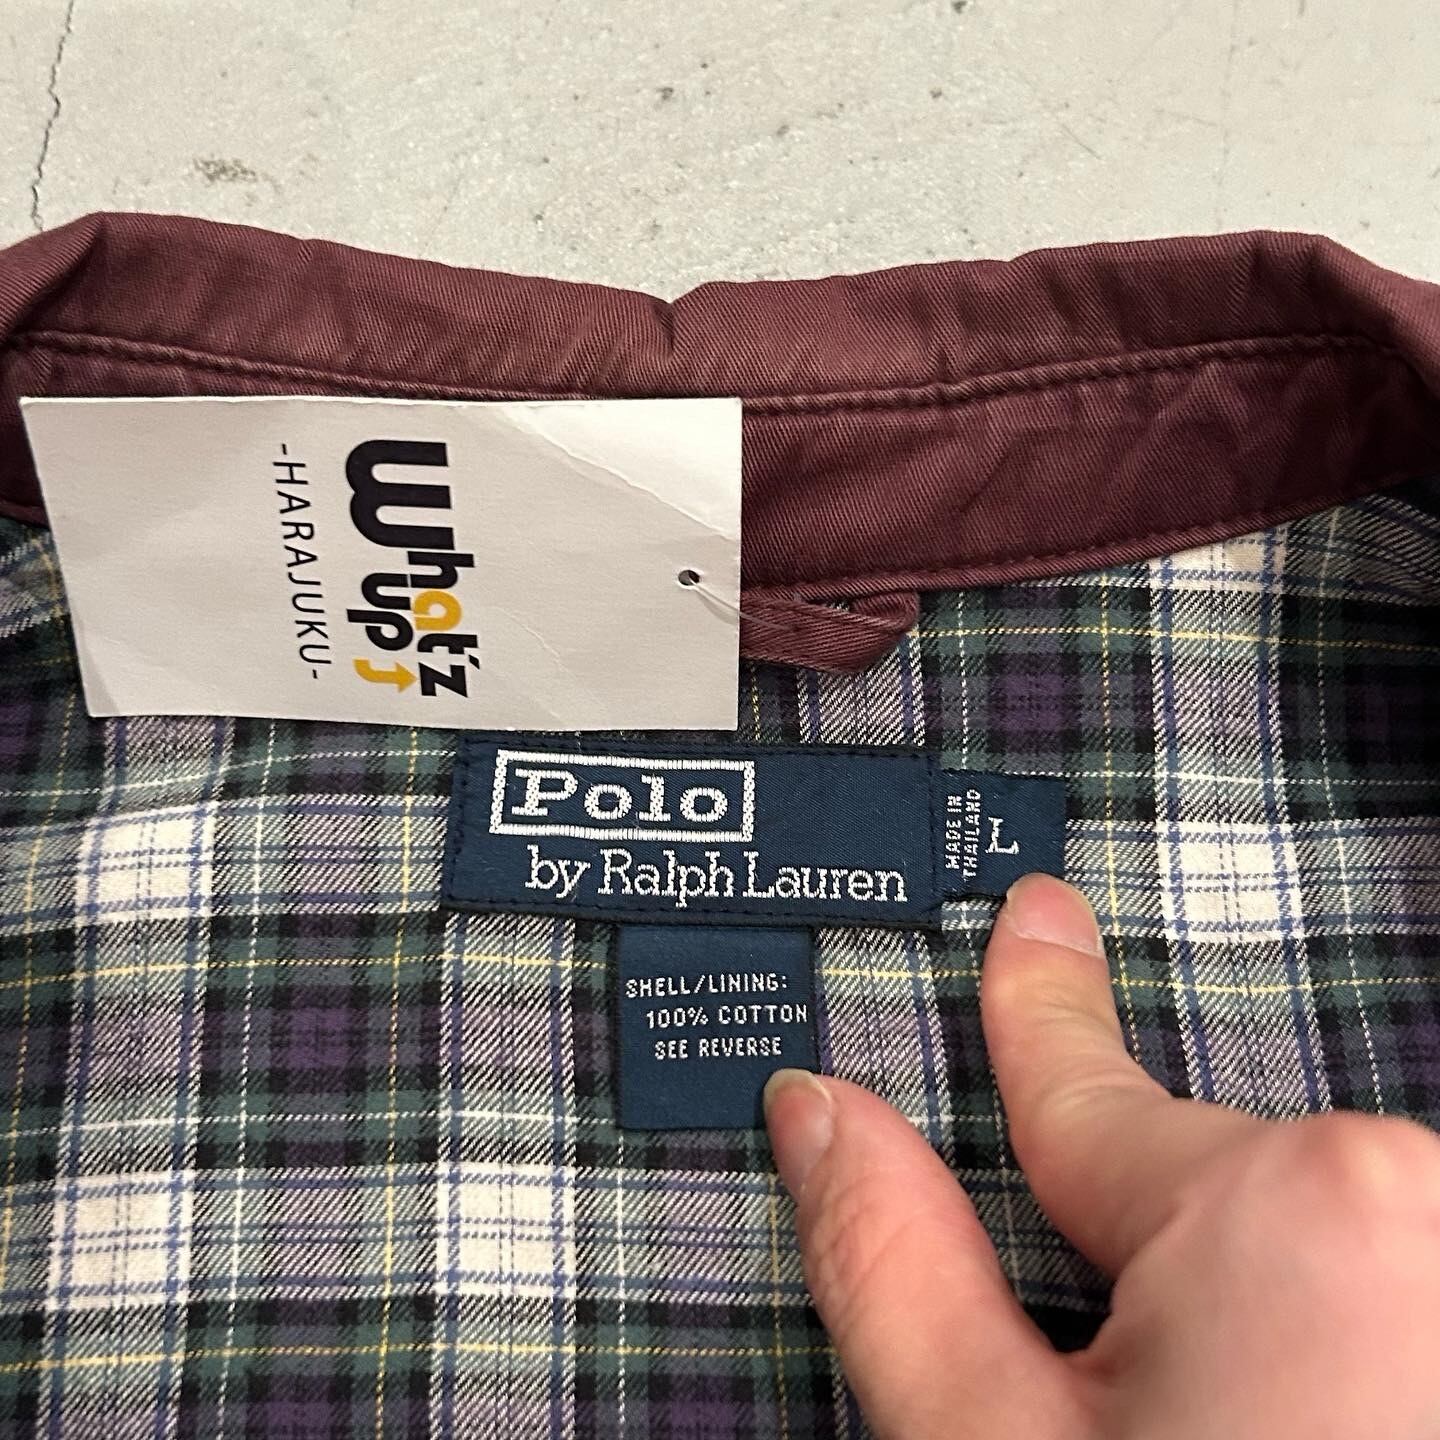 What'z
up
-HARAJUKU-
Polo
by Ralph Lauren
MADE IN
THAILAND
L
SHELL/LINING:
100% COTTON
SEE REVERSE